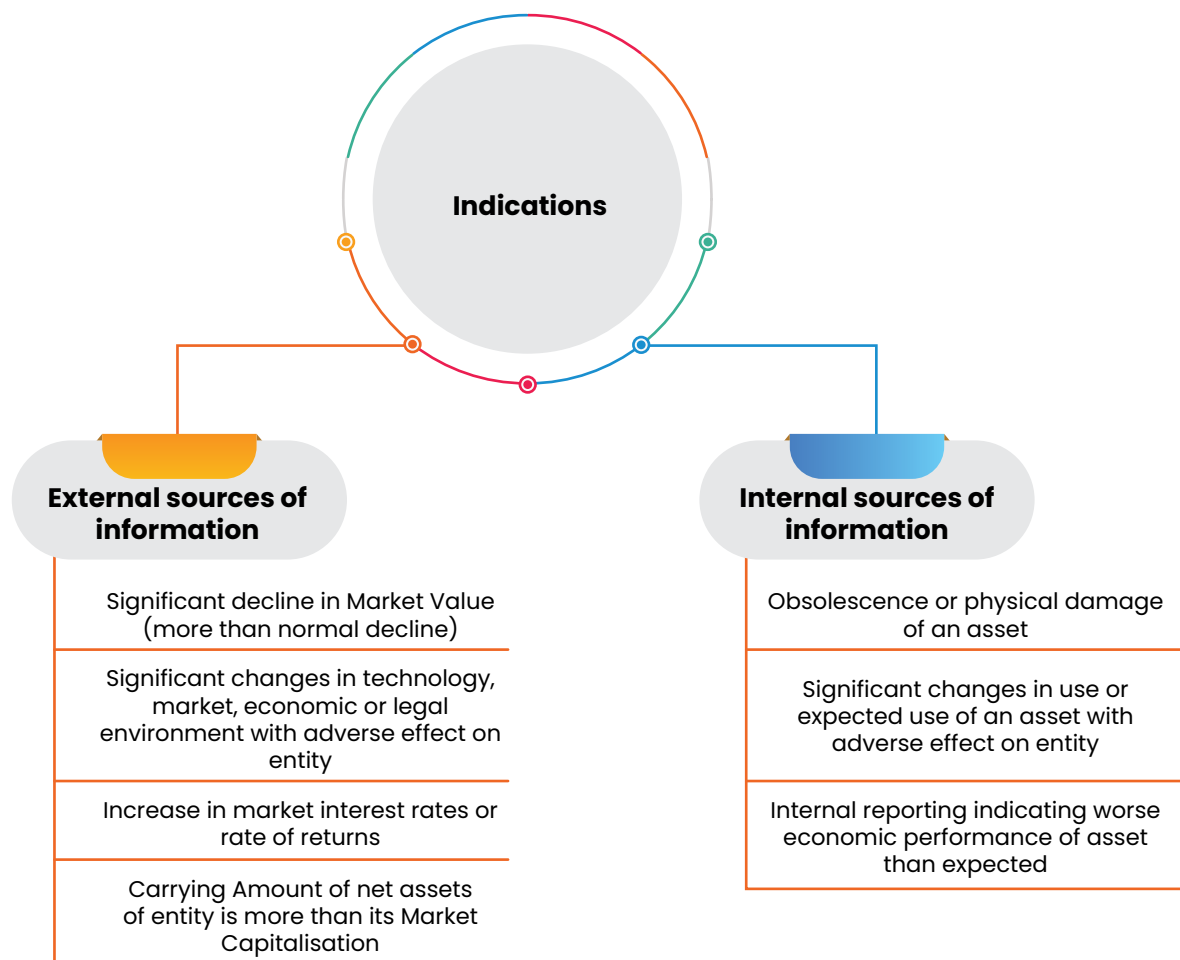 Indications
External sources of
information
Significant decline in Market Value
(more than normal decline)
Significant changes in technology,
market, economic or legal
environment with adverse effect on
entity
Increase in market interest rates or
rate of returns
Carrying Amount of net assets
of entity is more than its Market
Capitalisation
Internal sources of
information
Obsolescence or physical damage
of an asset
Significant changes in use or
expected use of an asset with
adverse effect on entity
Internal reporting indicating worse
economic performance of asset
than expected